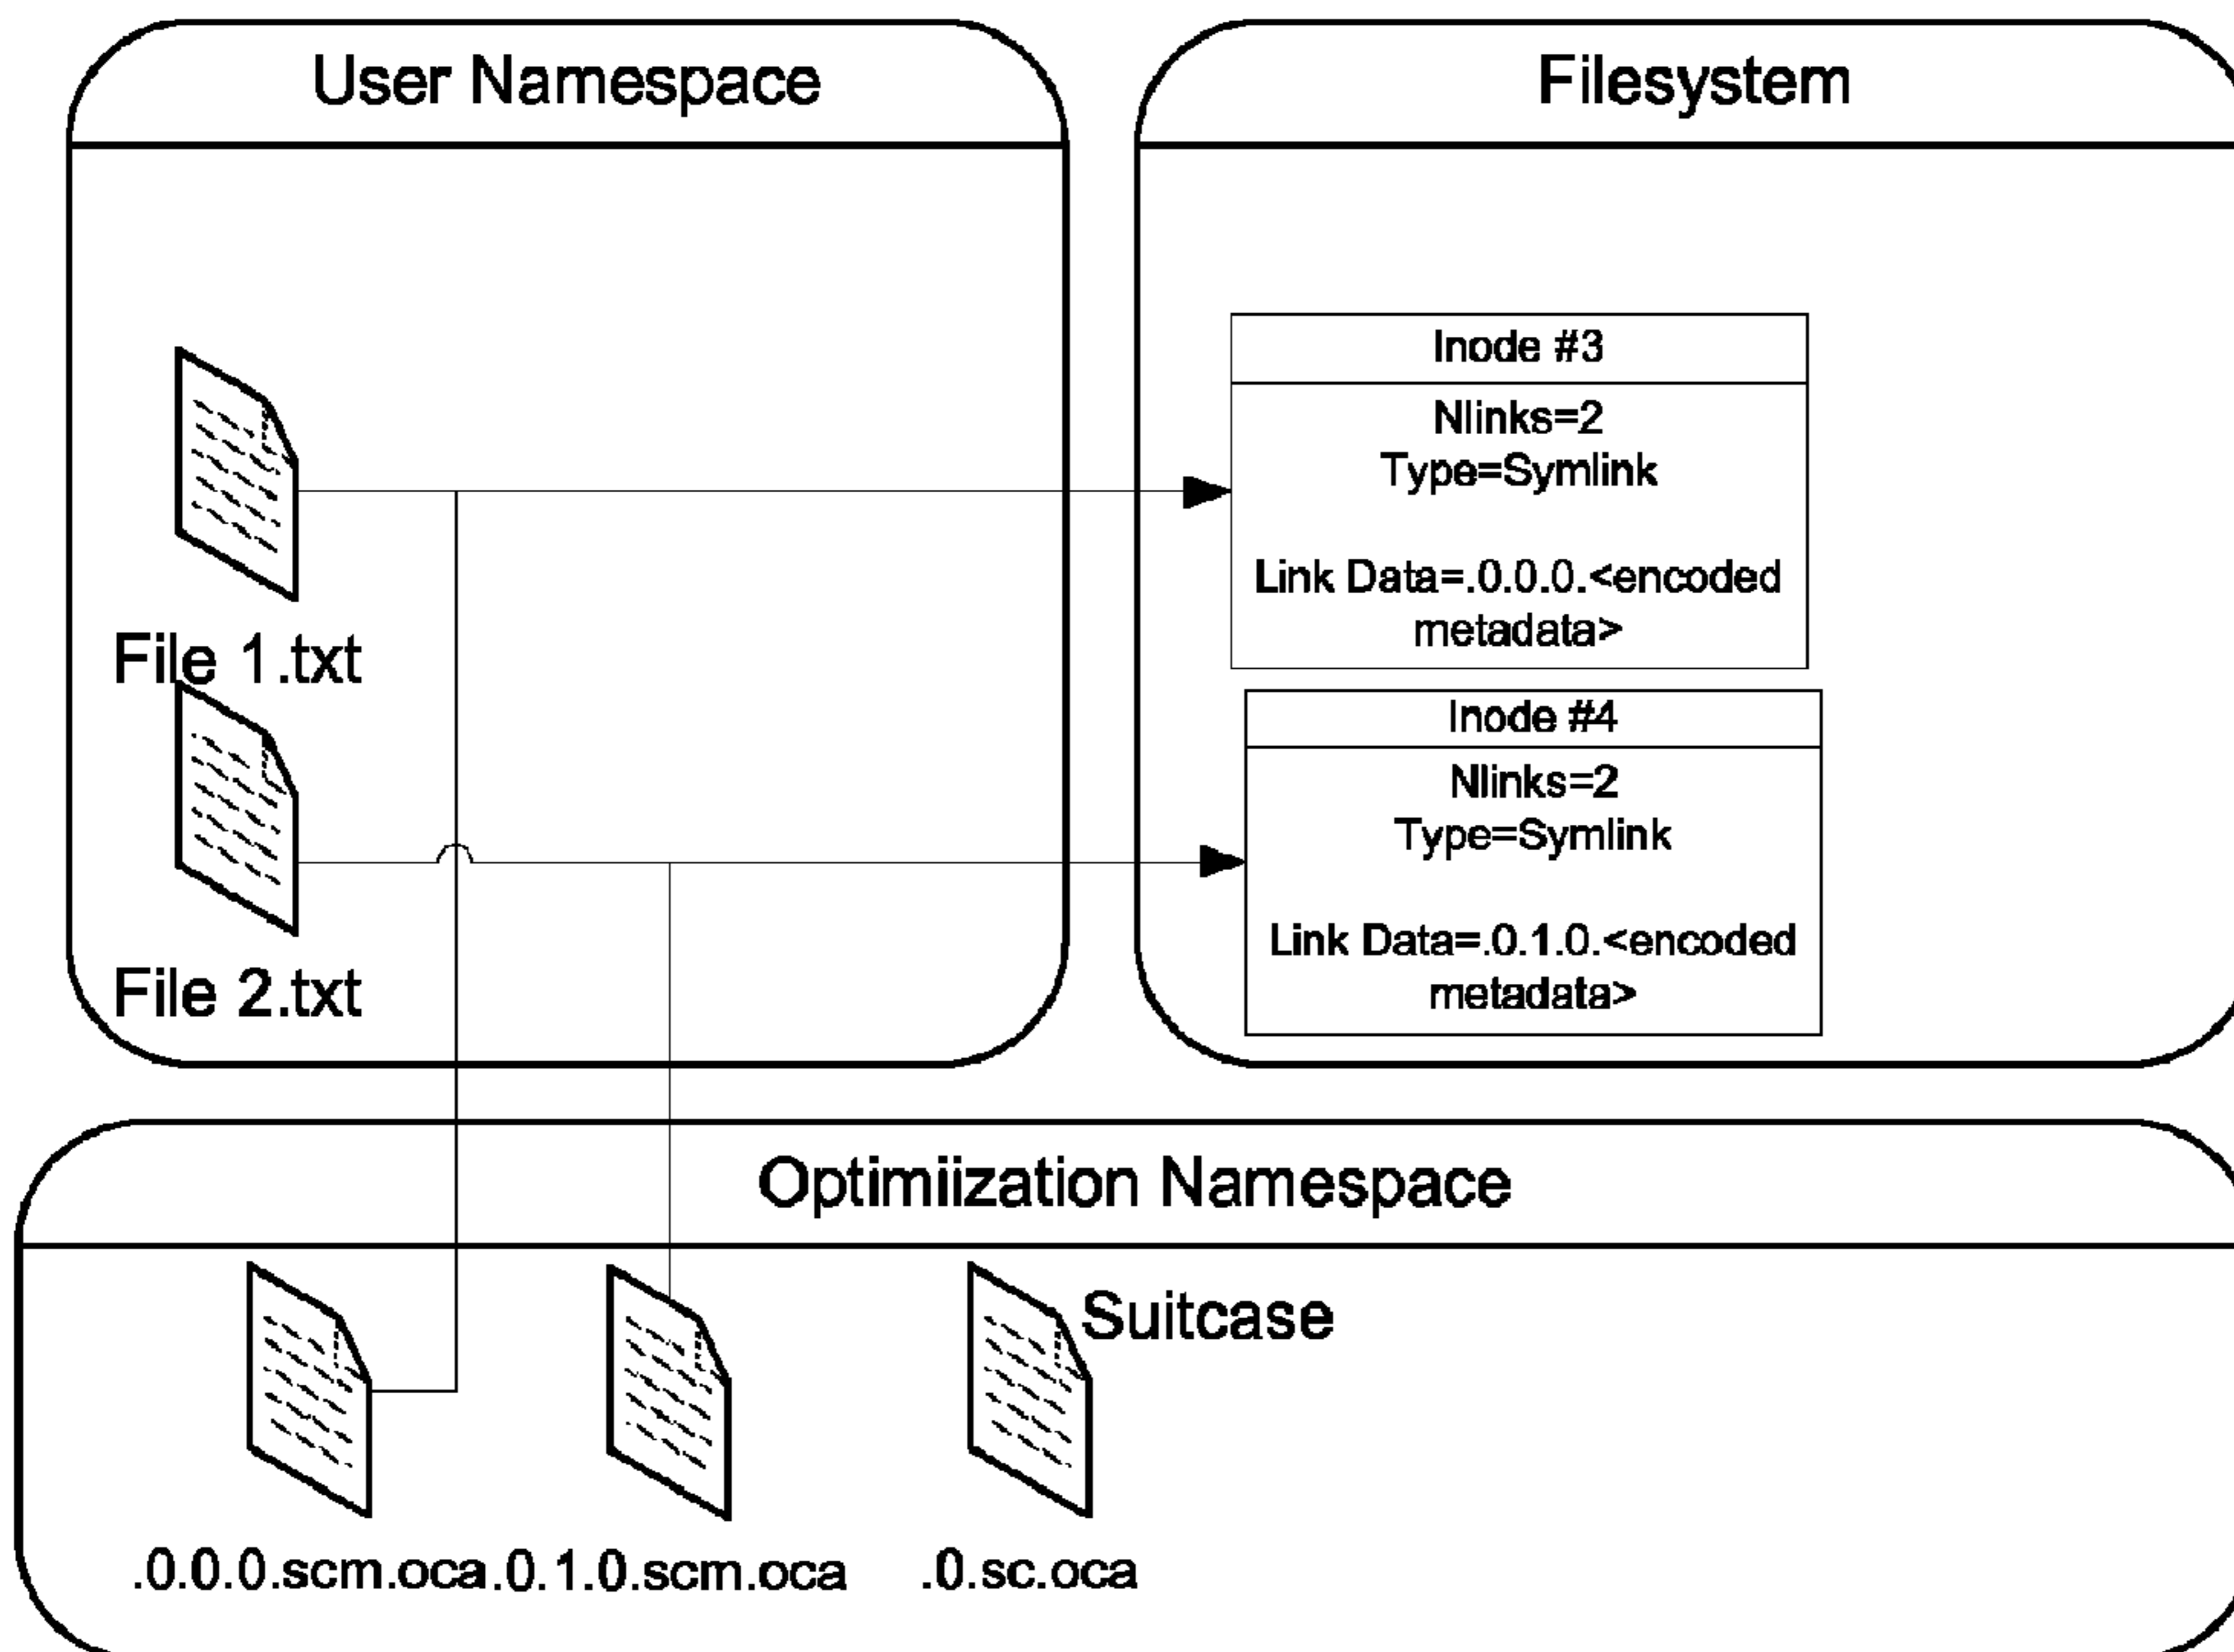 User Namespace
Filesystem
File 1.txt
File 2.txt
Inode #3
Nlinks=2
Type=Symlink
Link Data=.0.0.0.<encoded
metadata>
Inode #4
Nlinks=2
Type=Symlink
Link Data=.0.1.0.<encoded
metadata>
Optimiization Namespace
Suitcase
.0.0.0.scm.oca
.0.1.0.scm.oca
.0.sc.oca